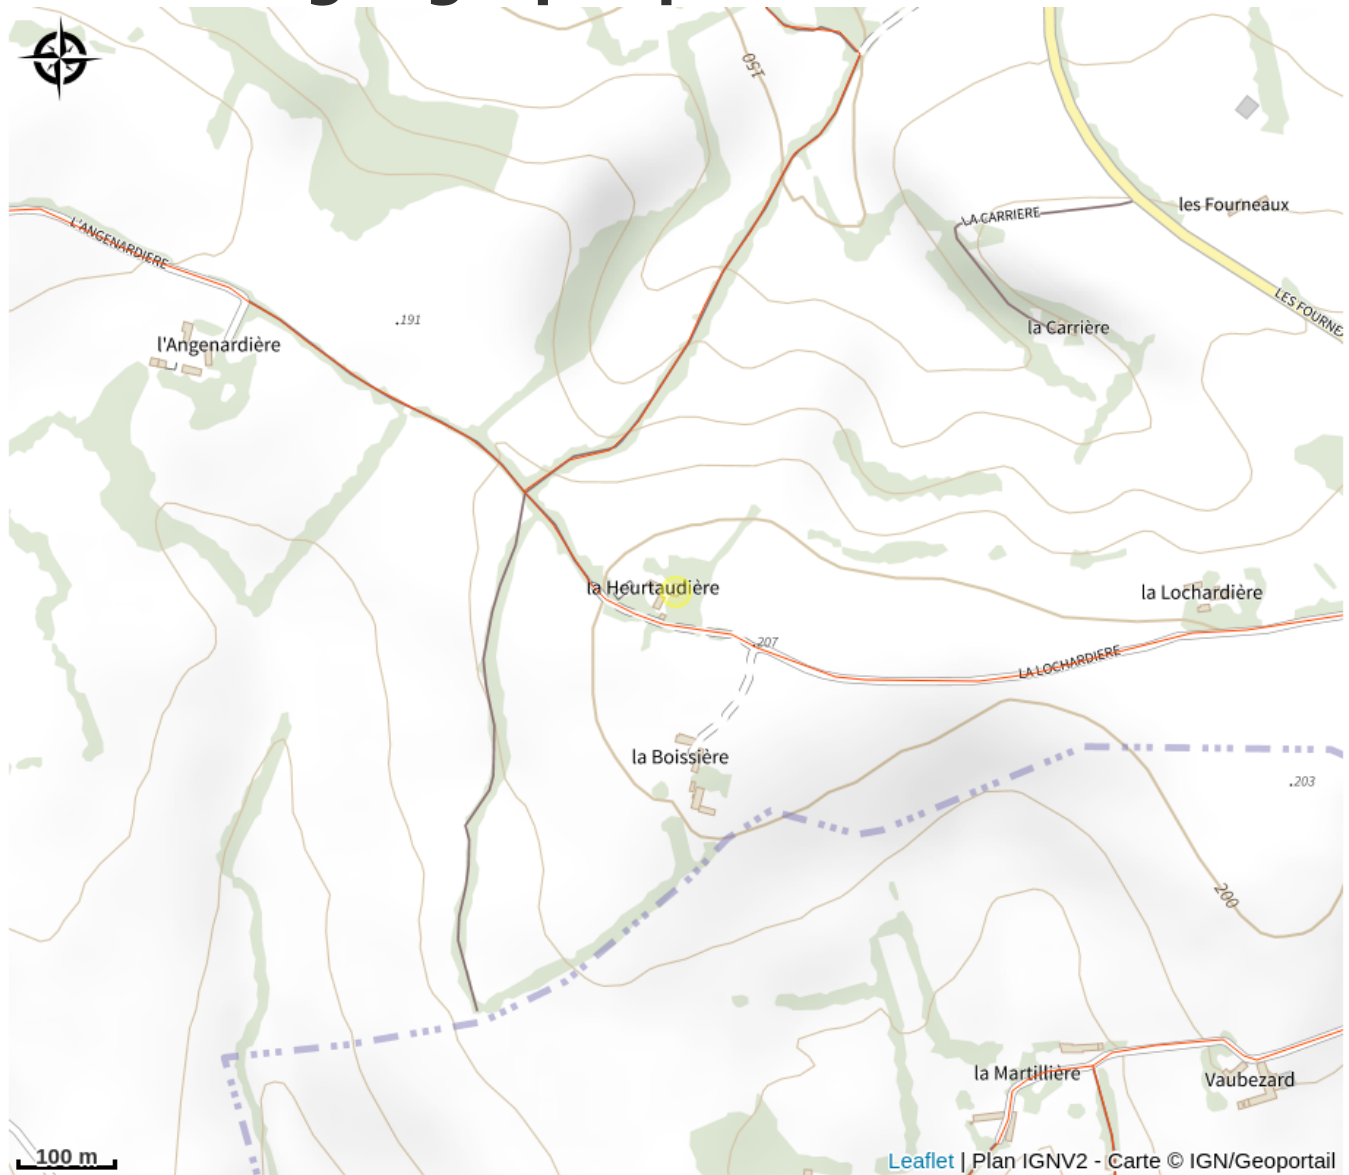 150
les Fourneaux
LA CARRIERE
L'ANGENARDIERE
LES FOURNE
.191
la Carrière
l'Angenardière
la Heurtaudière
la Lochardière
.207
LA LOCHARDIERE
la Boissière
.203
200
la Martillière
Vaubezard
100 m
Leaflet | Plan IGNV2 - Carte © IGN/Geoportail